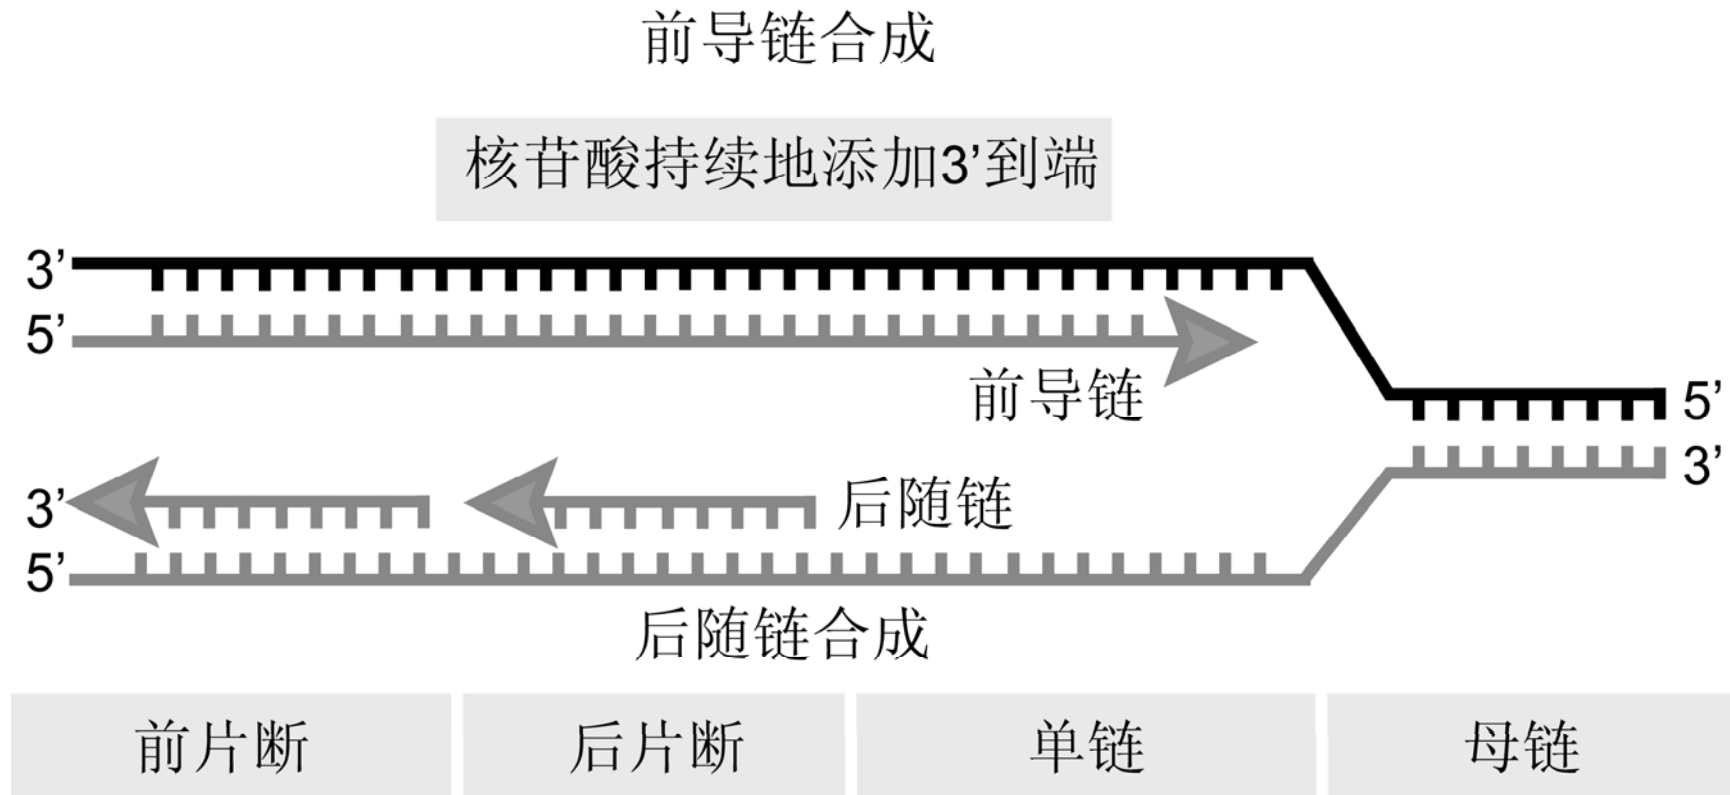 前导链合成
核苷酸持续地添加3’到端
3’
5’
前导链
5’
3’
3’
后随链
5’
后随链合成
前片断
后片断
单链
母链